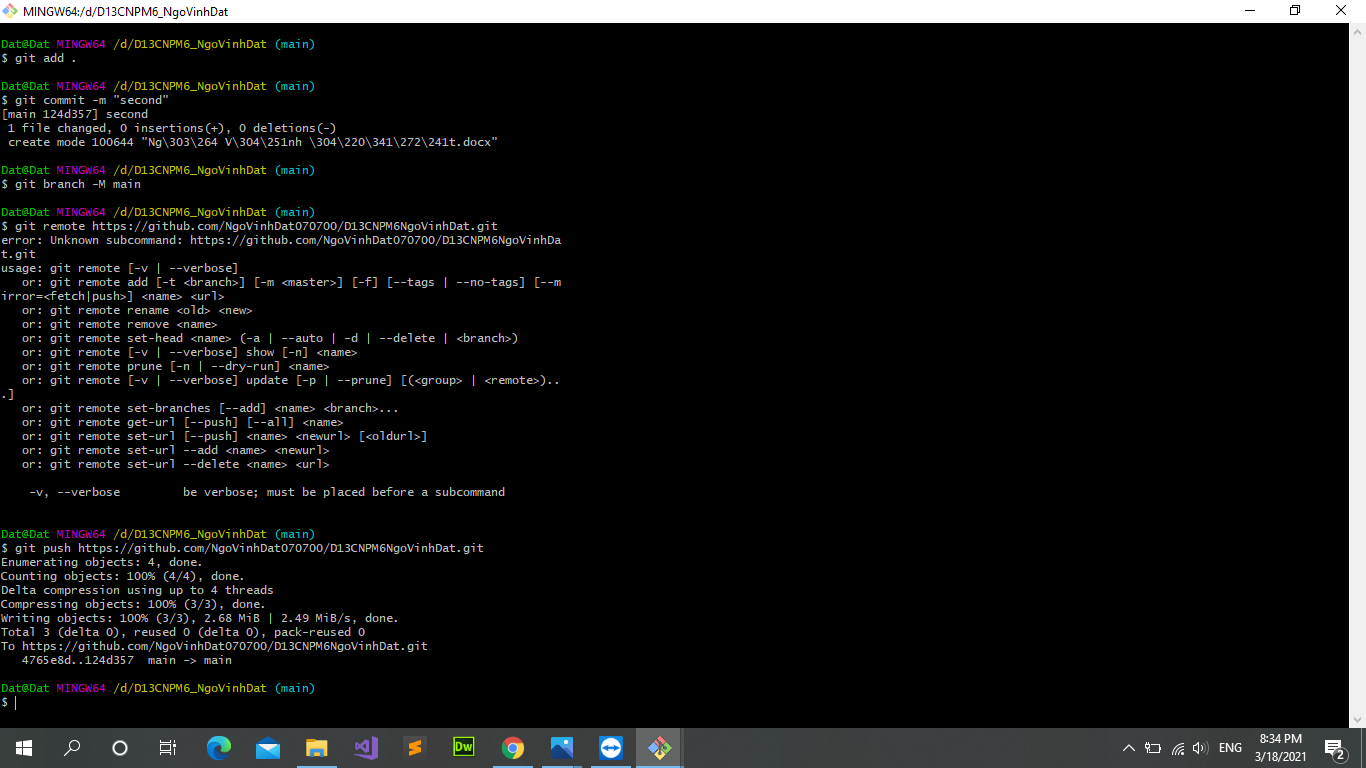 MINGW64:/d/D13CNPM6_NgoVinhDat
Dat@Dat MINGW64 /d/D13CNPM6_NgoVinhDat (main)
$ git add .
Dat@Dat MINGW64 /d/D13CNPM6_NgoVinhDat (main)
$ git commit -m "second"
[main 124d357] second
 1 file changed, 0 insertions(+), 0 deletions(-)
 create mode 100644 "Ng\303\264 V\304\251nh \304\220\341\272\241t.docx"
Dat@Dat MINGW64 /d/D13CNPM6_NgoVinhDat (main)
$ git branch -M main
Dat@Dat MINGW64 /d/D13CNPM6_NgoVinhDat (main)
$ git remote https://github.com/NgoVinhDat070700/D13CNPM6NgoVinhDat.git
error: Unknown subcommand: https://github.com/NgoVinhDat070700/D13CNPM6NgoVinhDa
t.git
usage: git remote [-v | --verbose]
   or: git remote add [-t <branch>] [-m <master>] [-f] [--tags | --no-tags] [--m
irror=<fetch|push>] <name> <url>
   or: git remote rename <old> <new>
   or: git remote remove <name>
   or: git remote set-head <name> (-a | --auto | -d | --delete | <branch>)
   or: git remote [-v | --verbose] show [-n] <name>
   or: git remote prune [-n | --dry-run] <name>
   or: git remote [-v | --verbose] update [-p | --prune] [(<group> | <remote>)..
.]
   or: git remote set-branches [--add] <name> <branch>...
   or: git remote get-url [--push] [--all] <name>
   or: git remote set-url [--push] <name> <newurl> [<oldurl>]
   or: git remote set-url --add <name> <newurl>
   or: git remote set-url --delete <name> <url>
    -v, --verbose         be verbose; must be placed before a subcommand
Dat@Dat MINGW64 /d/D13CNPM6_NgoVinhDat (main)
$ git push https://github.com/NgoVinhDat070700/D13CNPM6NgoVinhDat.git
Enumerating objects: 4, done.
Counting objects: 100% (4/4), done.
Delta compression using up to 4 threads
Compressing objects: 100% (3/3), done.
Writing objects: 100% (3/3), 2.68 MiB | 2.49 MiB/s, done.
Total 3 (delta 0), reused 0 (delta 0), pack-reused 0
To https://github.com/NgoVinhDat070700/D13CNPM6NgoVinhDat.git
   4765e8d..124d357  main -> main
Dat@Dat MINGW64 /d/D13CNPM6_NgoVinhDat (main)
$
Dw
ENG
8:34 PM
3/18/2021
2